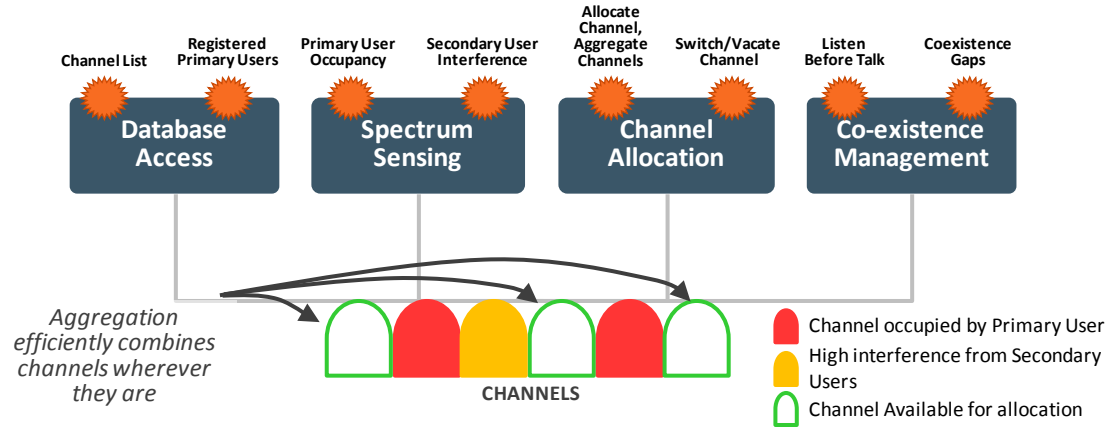 Channel List
Registered
Primary Users
Primary User
Occupancy
Secondary User
Interference
Allocate
Channel,
Aggregate
Channels
Switch/Vacate
Channel
Listen
Before Talk
Coexistence
Gaps
Database
Access
Spectrum
Sensing
Channel
Allocation
Co-existence
Management
Aggregation
efficiently combines
channels wherever
they are
CHANNELS
Channel occupied by Primary User
High interference from Secondary
Users
Channel Available for allocation